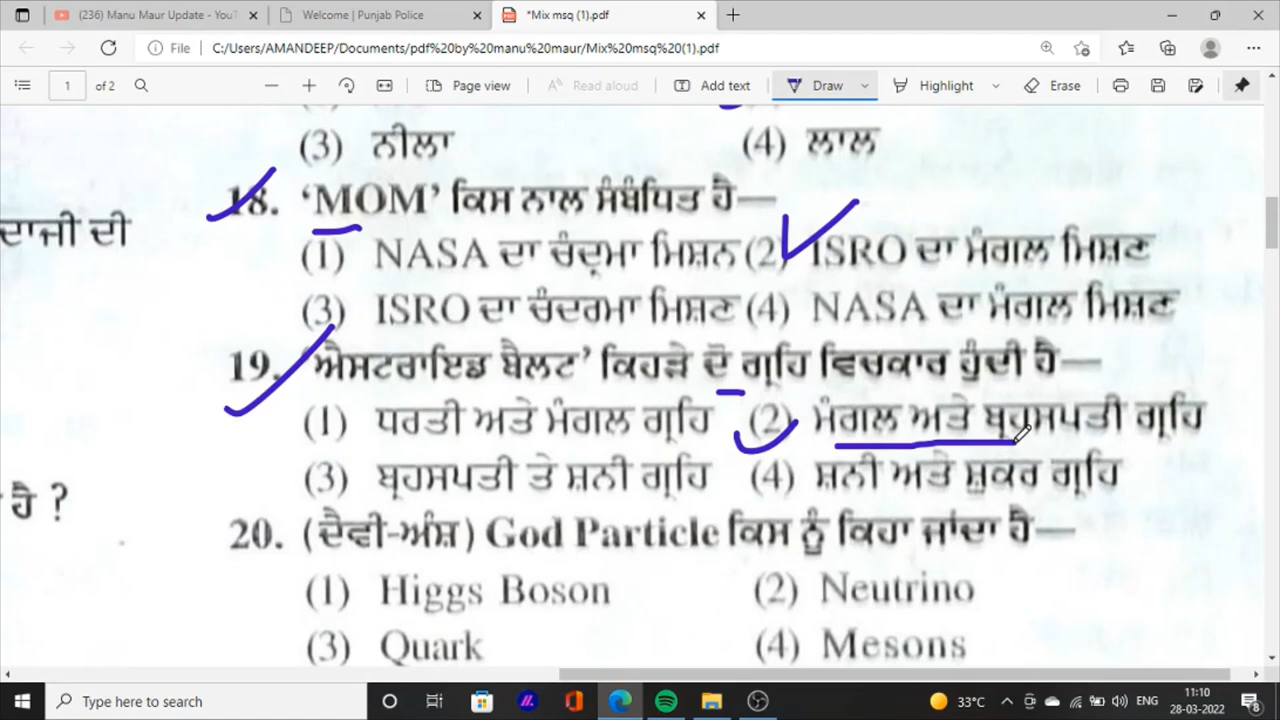 (236) Manu Maur Update - YouT
Welcome | Punjab Police
*Mix msq (1).pdf
File C:/Users/AMANDEEP/Documents/pdf%20by%20manu%20maur/Mix%20msq%20(1).pdf
1 of 2 Page view Read aloud Add text Draw Highlight Erase
(3) ਨੀਲਾ (4) ਲਾਲ
18. ‘MOM’ ਕਿਸ ਨਾਲ ਸੰਬੰਧਿਤ ਹੈ—
(1) NASA ਦਾ ਚੰਦ੍ਰਮਾ ਮਿਸ਼ਨ (2) ISRO ਦਾ ਮੰਗਲ ਮਿਸ਼ਣ
ਦਾਜੀ ਦੀ
(3) ISRO ਦਾ ਚੰਦਰਮਾ ਮਿਸ਼ਣ (4) NASA ਦਾ ਮੰਗਲ ਮਿਸ਼ਣ
19. ‘ਐਸਟਰਾਇਡ ਬੈਲਟ’ ਕਿਹੜੇ ਦੋ ਗ੍ਰਹਿ ਵਿਚਕਾਰ ਹੁੰਦੀ ਹੈ—
(1) ਧਰਤੀ ਅਤੇ ਮੰਗਲ ਗ੍ਰਹਿ (2) ਮੰਗਲ ਅਤੇ ਬ੍ਰਹਸਪਤੀ ਗ੍ਰਹਿ
(3) ਬ੍ਰਹਸਪਤੀ ਤੇ ਸ਼ਨੀ ਗ੍ਰਹਿ (4) ਸ਼ਨੀ ਅਤੇ ਸ਼ੁਕਰ ਗ੍ਰਹਿ
ਹੈ ?
20. (ਦੈਵੀ-ਅੰਸ਼) God Particle ਕਿਸ ਨੂੰ ਕਿਹਾ ਜਾਂਦਾ ਹੈ—
(1) Higgs Boson (2) Neutrino
(3) Quark (4) Mesons
Type here to search 33°C ENG 11:10
28-03-2022 8